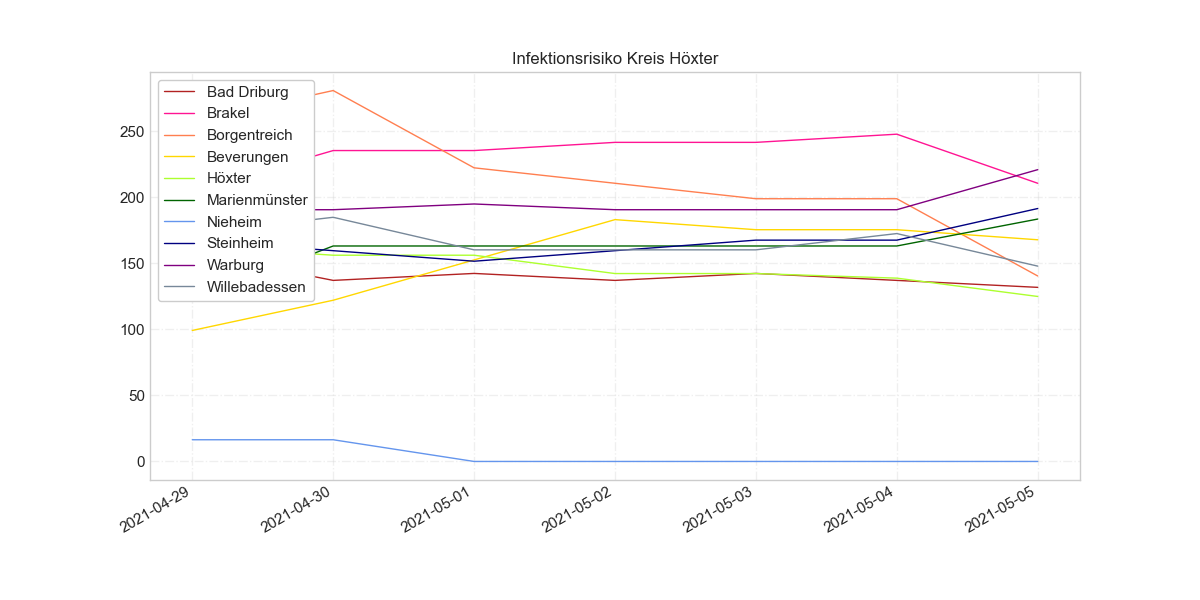 Infektionsrisiko Kreis Höxter
Bad Driburg
Brakel
Borgentreich
Beverungen
Höxter
Marienmünster
Nieheim
Steinheim
Warburg
Willebadessen
250
200
150
100
50
0
2021-04-29
2021-04-30
2021-05-01
2021-05-02
2021-05-03
2021-05-04
2021-05-05